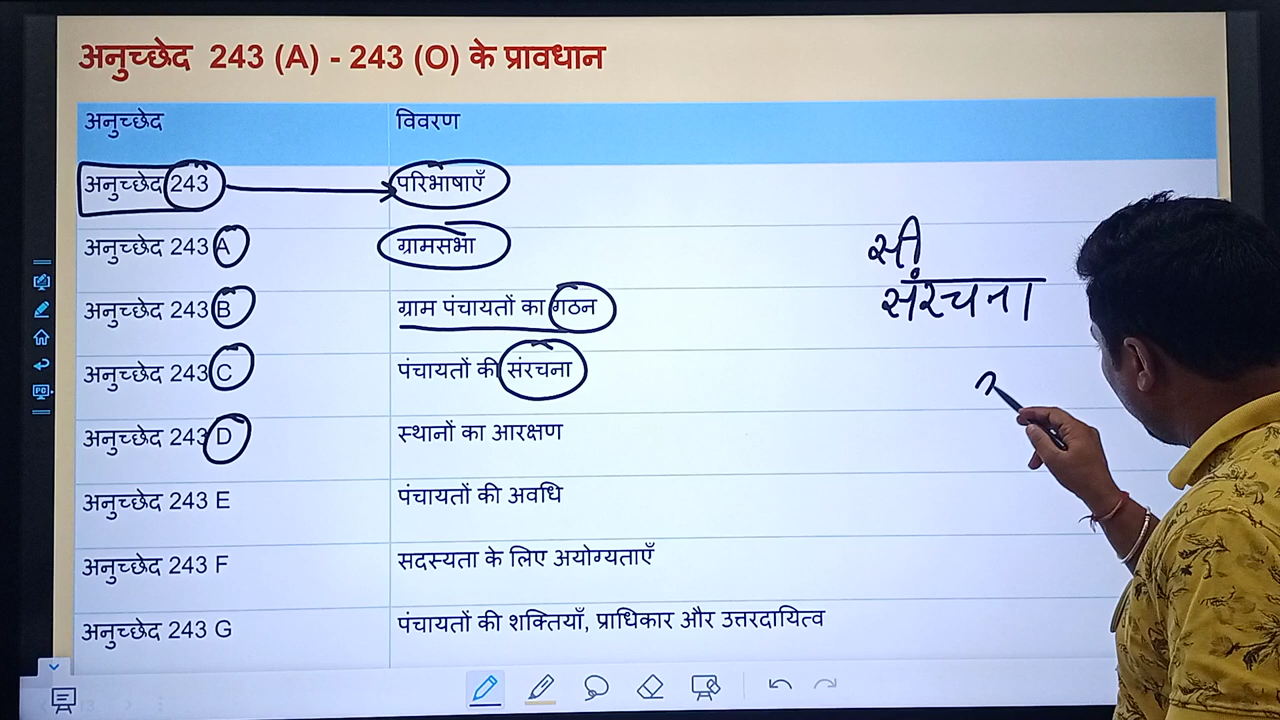 अनुच्छेद 243 (A) - 243 (O) के प्रावधान
अनुच्छेद विवरण
अनुच्छेद 243 परिभाषाएँ
अनुच्छेद 243 A ग्रामसभा
सी
अनुच्छेद 243 B ग्राम पंचायतों का गठन
संरचना
अनुच्छेद 243 C पंचायतों की संरचना
अनुच्छेद 243 D स्थानों का आरक्षण
अनुच्छेद 243 E पंचायतों की अवधि
अनुच्छेद 243 F सदस्यता के लिए अयोग्यताएँ
अनुच्छेद 243 G पंचायतों की शक्तियाँ, प्राधिकार और उत्तरदायित्व